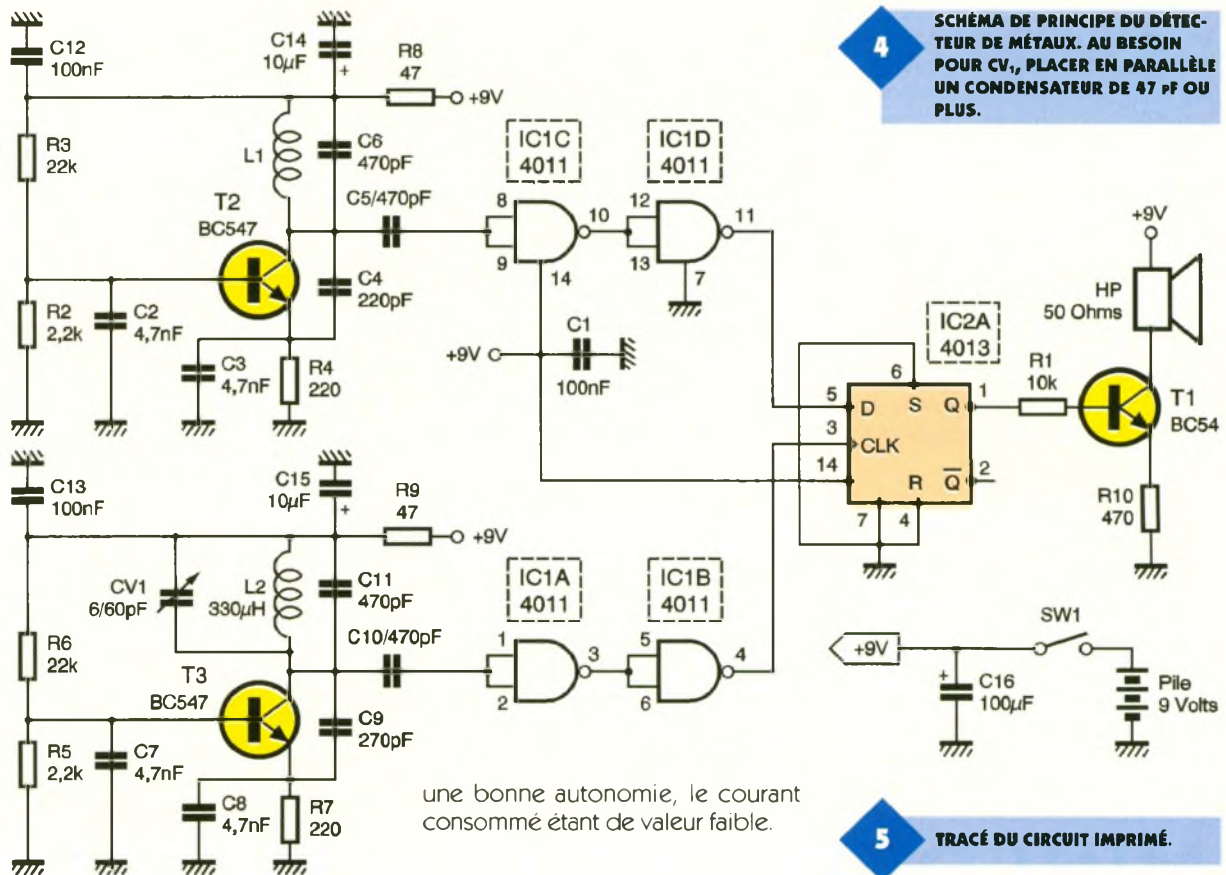 C12
100nF
C14
10µF
+
R8
47
+9V
R3
22k
L1
C6
470pF
T2
BC547
C5/470pF
R2
2,2k
C2
4,7nF
C4
220pF
C3
4,7nF
R4
220
IC1C
4011
8
9
10
14
IC1D
4011
12
13
11
7
+9V
C1
100nF
4
SCHÉMA DE PRINCIPE DU DÉTEC-
TEUR DE MÉTAUX. AU BESOIN
POUR CV₁, PLACER EN PARALLÈLE
UN CONDENSATEUR DE 47 PF OU
PLUS.
+9V
HP
50 Ohms
IC2A
4013
6
5
D
S
Q
1
3
CLK
14
R
Q̅
2
7
4
R1
10k
T1
BC54
R10
470
C13
100nF
C15
10µF
+
R9
47
+9V
CV1
6/60pF
L2
330µH
C11
470pF
R6
22k
C10/470pF
T3
BC547
R5
2,2k
C7
4,7nF
C9
270pF
C8
4,7nF
R7
220
IC1A
4011
1
2
3
IC1B
4011
5
6
4
+9V
SW1
+
C16
100µF
Pile
9 Volts
une bonne autonomie, le courant
consommé étant de valeur faible.
5
TRACÉ DU CIRCUIT IMPRIMÉ.